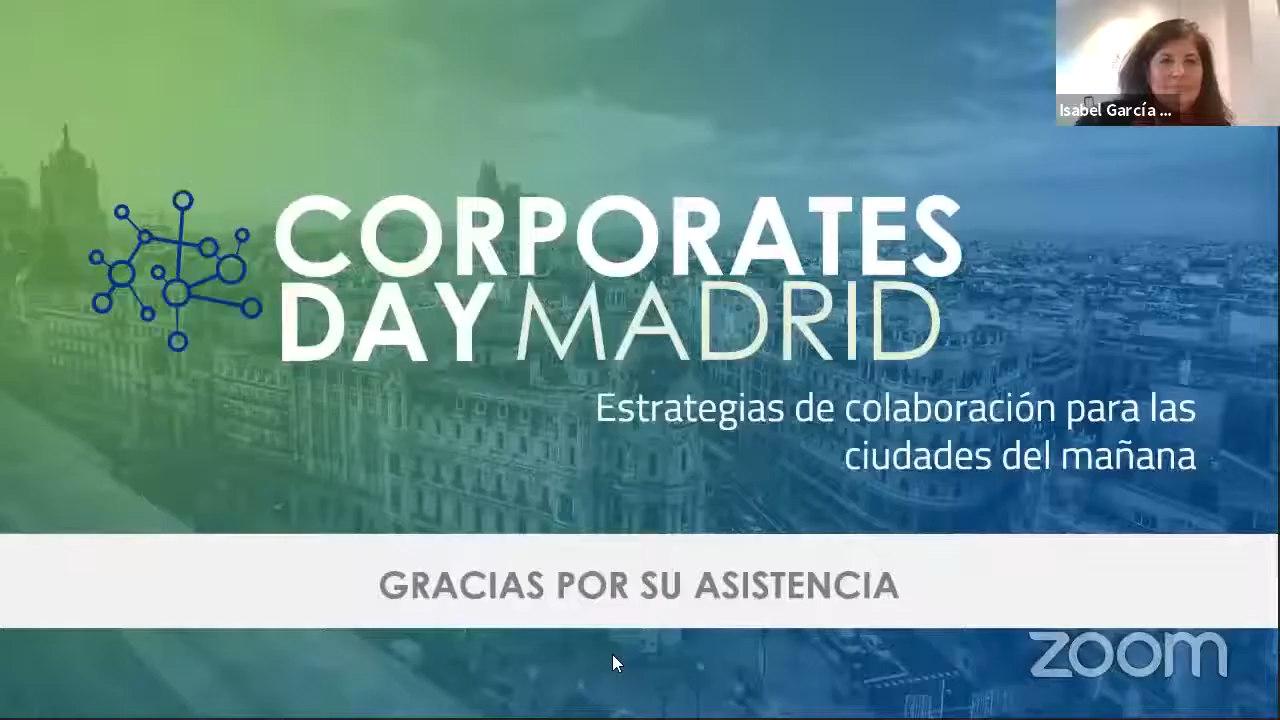 Isabel García ...
CORPORATES
DAY MADRID
Estrategias de colaboración para las
ciudades del mañana
GRACIAS POR SU ASISTENCIA
zoom